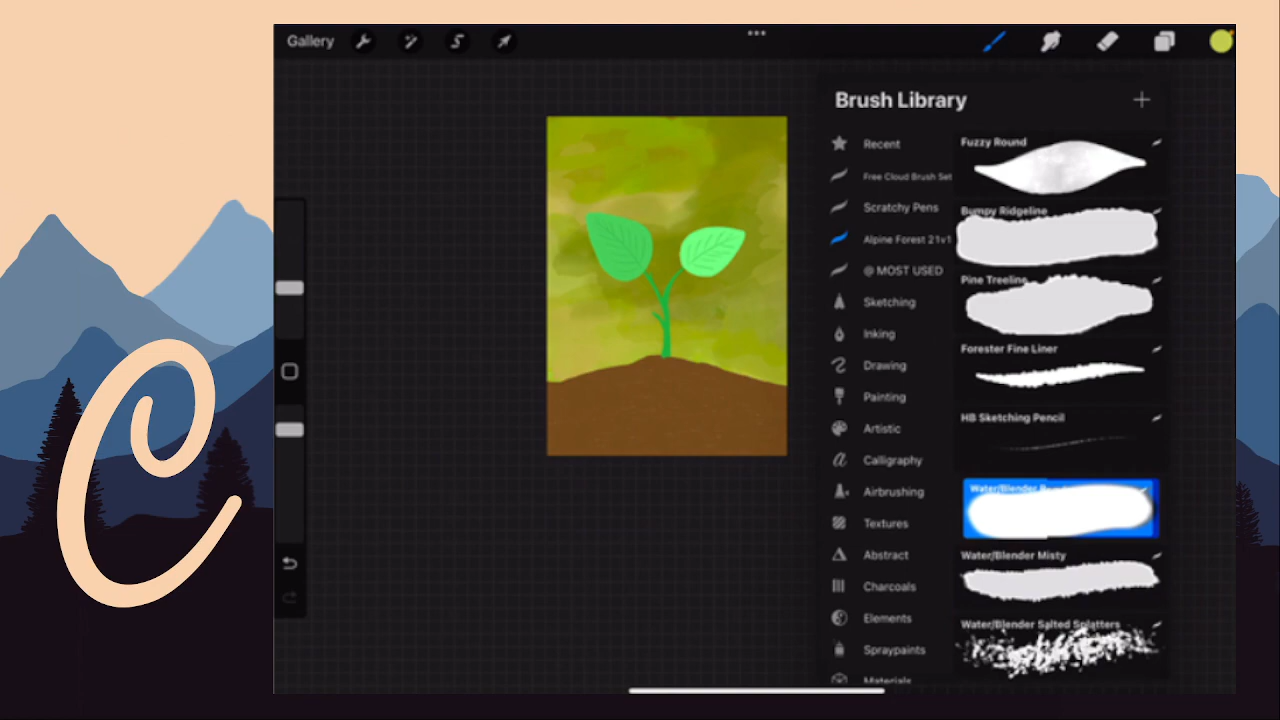 Gallery
Brush Library
Recent
Free Cloud Brush Set
Scratchy Pens
Alpine Forest 21v1
@ MOST USED
Sketching
Inking
Drawing
Painting
Artistic
Calligraphy
Airbrushing
Textures
Abstract
Charcoals
Elements
Spraypaints
Materials
Fuzzy Round
Bumpy Ridgeline
Pine Treeline
Forester Fine Liner
HB Sketching Pencil
Water/Blender
Water/Blender Misty
Water/Blender Salted Splatters
C